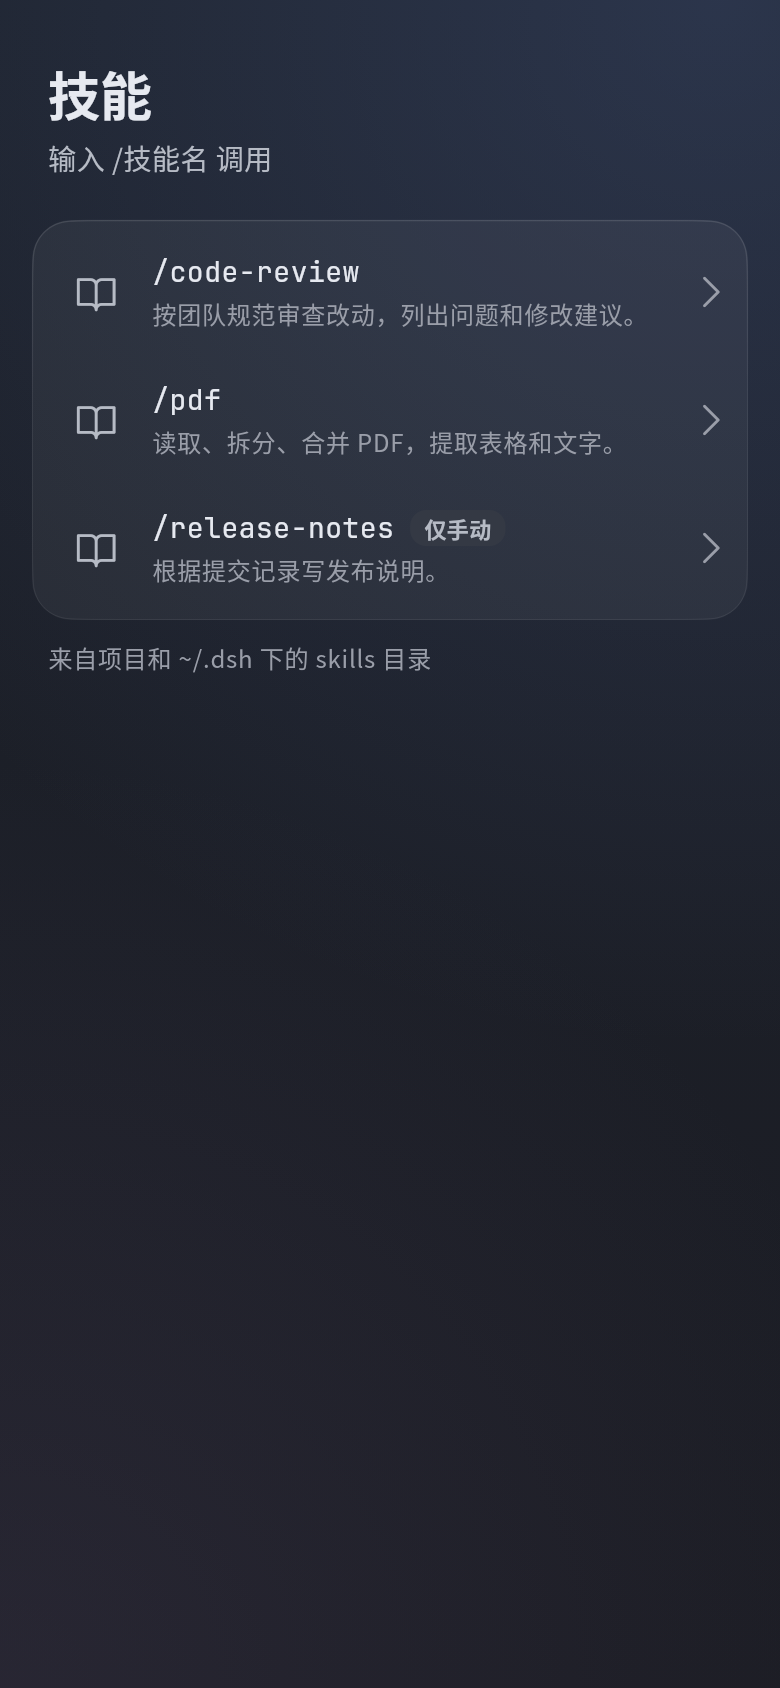 技能
输入 /技能名 调用
/code-review
按团队规范审查改动，列出问题和修改建议。
/pdf
读取、拆分、合并 PDF，提取表格和文字。
/release-notes 仅手动
根据提交记录写发布说明。
来自项目和 ~/.dsh 下的 skills 目录